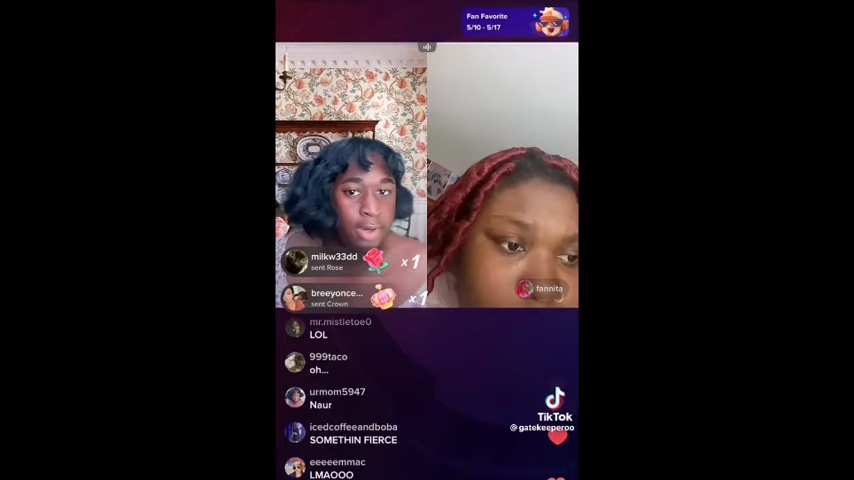 Fan Favorite
5/10 - 5/17
milkw33dd
sent Rose
x1
breeyonce...
sent Crown
x1
fannita
mr.mistletoe0
LOL
999taco
oh...
urmom5947
Naur
icedcoffeeandboba
SOMETHIN FIERCE
eeeeemmac
LMAOOO
TikTok
@gatekeeperoo